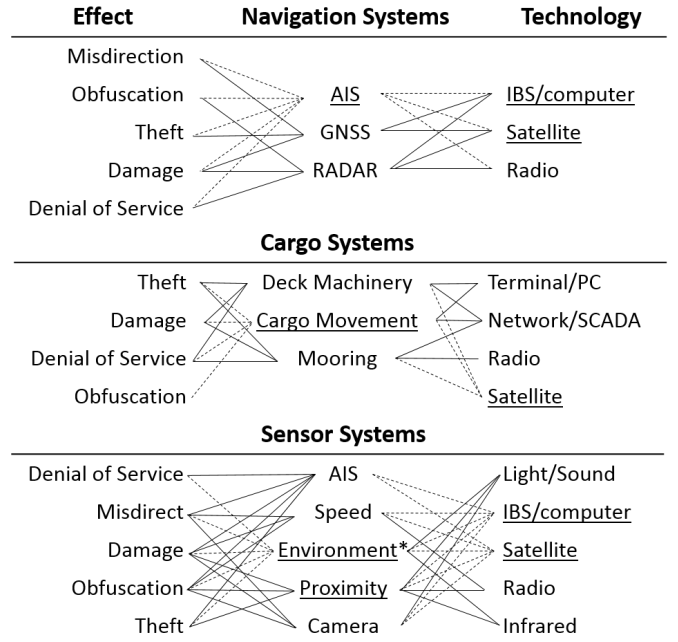 Effect Navigation Systems Technology
Misdirection
Obfuscation AIS IBS/computer
Theft GNSS Satellite
Damage RADAR Radio
Denial of Service
Cargo Systems
Theft Deck Machinery Terminal/PC
Damage Cargo Movement Network/SCADA
Denial of Service Mooring Radio
Obfuscation Satellite
Sensor Systems
Denial of Service AIS Light/Sound
Misdirect Speed IBS/computer
Damage Environment* Satellite
Obfuscation Proximity Radio
Theft Camera Infrared